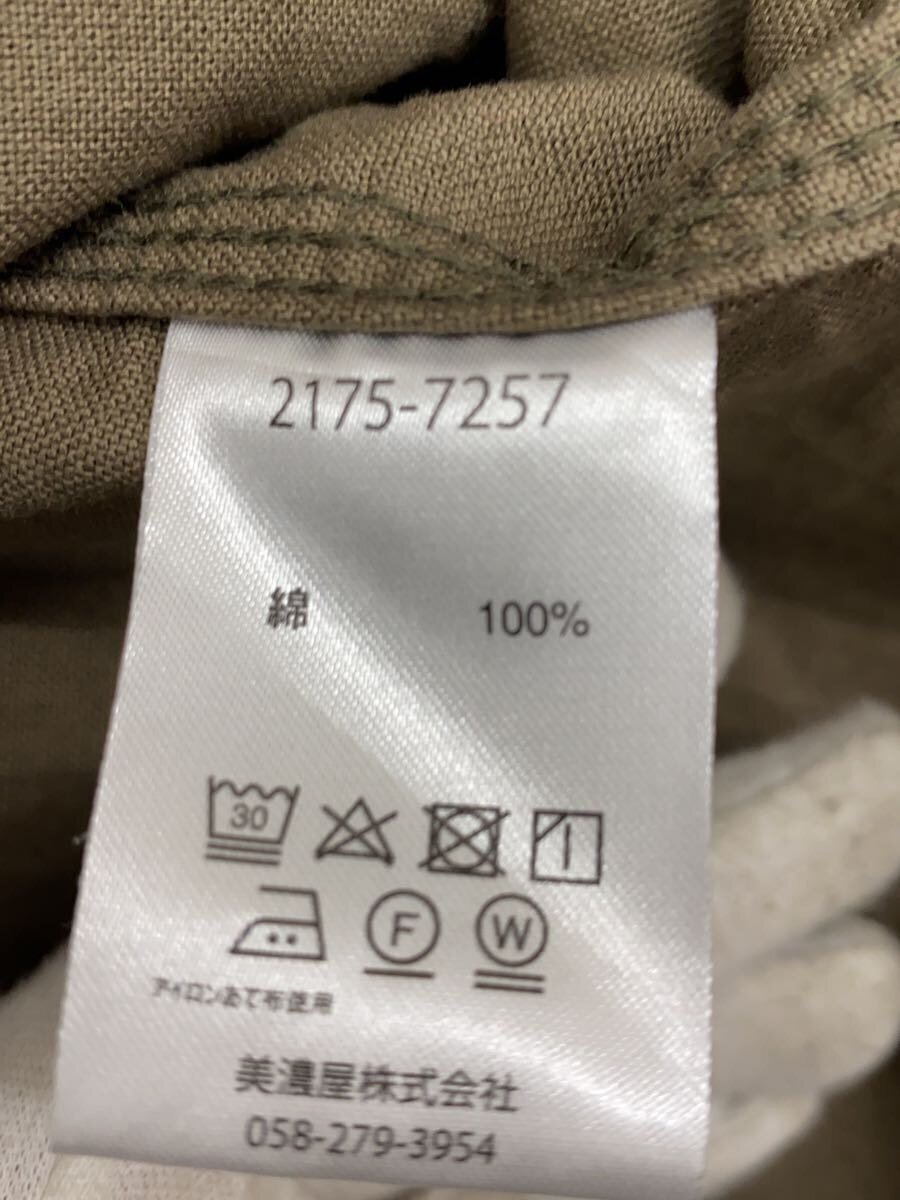 2175-7257
綿 100%
30
F W
アイロンあて布使用
美濃屋株式会社
058-279-3954